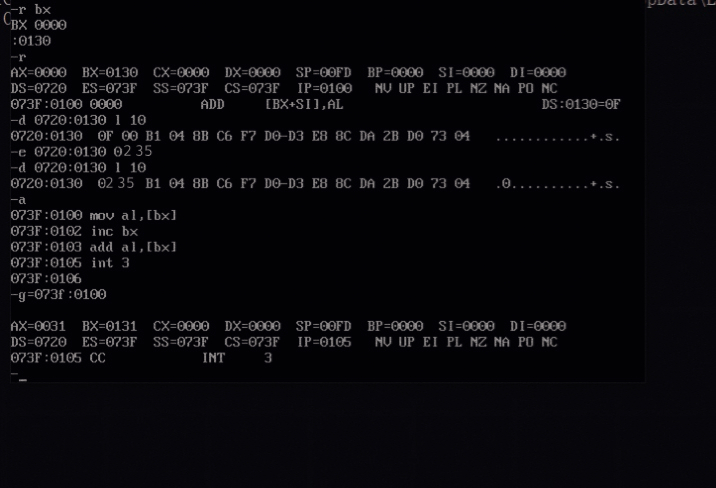 pData\L
-r bx
BX 0000
:0130
-r
AX=0000 BX=0130 CX=0000 DX=0000 SP=00FD BP=0000 SI=0000 DI=0000
DS=0720 ES=073F SS=073F CS=073F IP=0100 NV UP EI PL NZ NA PO NC
073F:0100 0000 ADD [BX+SI],AL DS:0130=0F
-d 0720:0130 l 10
0720:0130 0F 00 B1 04 8B C6 F7 D0-D3 E8 8C DA 2B D0 73 04 ............+.s.
-e 0720:0130 02 35
-d 0720:0130 l 10
0720:0130 02 35 B1 04 8B C6 F7 D0-D3 E8 8C DA 2B D0 73 04 .0..........+.s.
-a
073F:0100 mov al,[bx]
073F:0102 inc bx
073F:0103 add al,[bx]
073F:0105 int 3
073F:0106
-g=073f:0100
AX=0031 BX=0131 CX=0000 DX=0000 SP=00FD BP=0000 SI=0000 DI=0000
DS=0720 ES=073F SS=073F CS=073F IP=0105 NV UP EI PL NZ NA PO NC
073F:0105 CC INT 3
-_